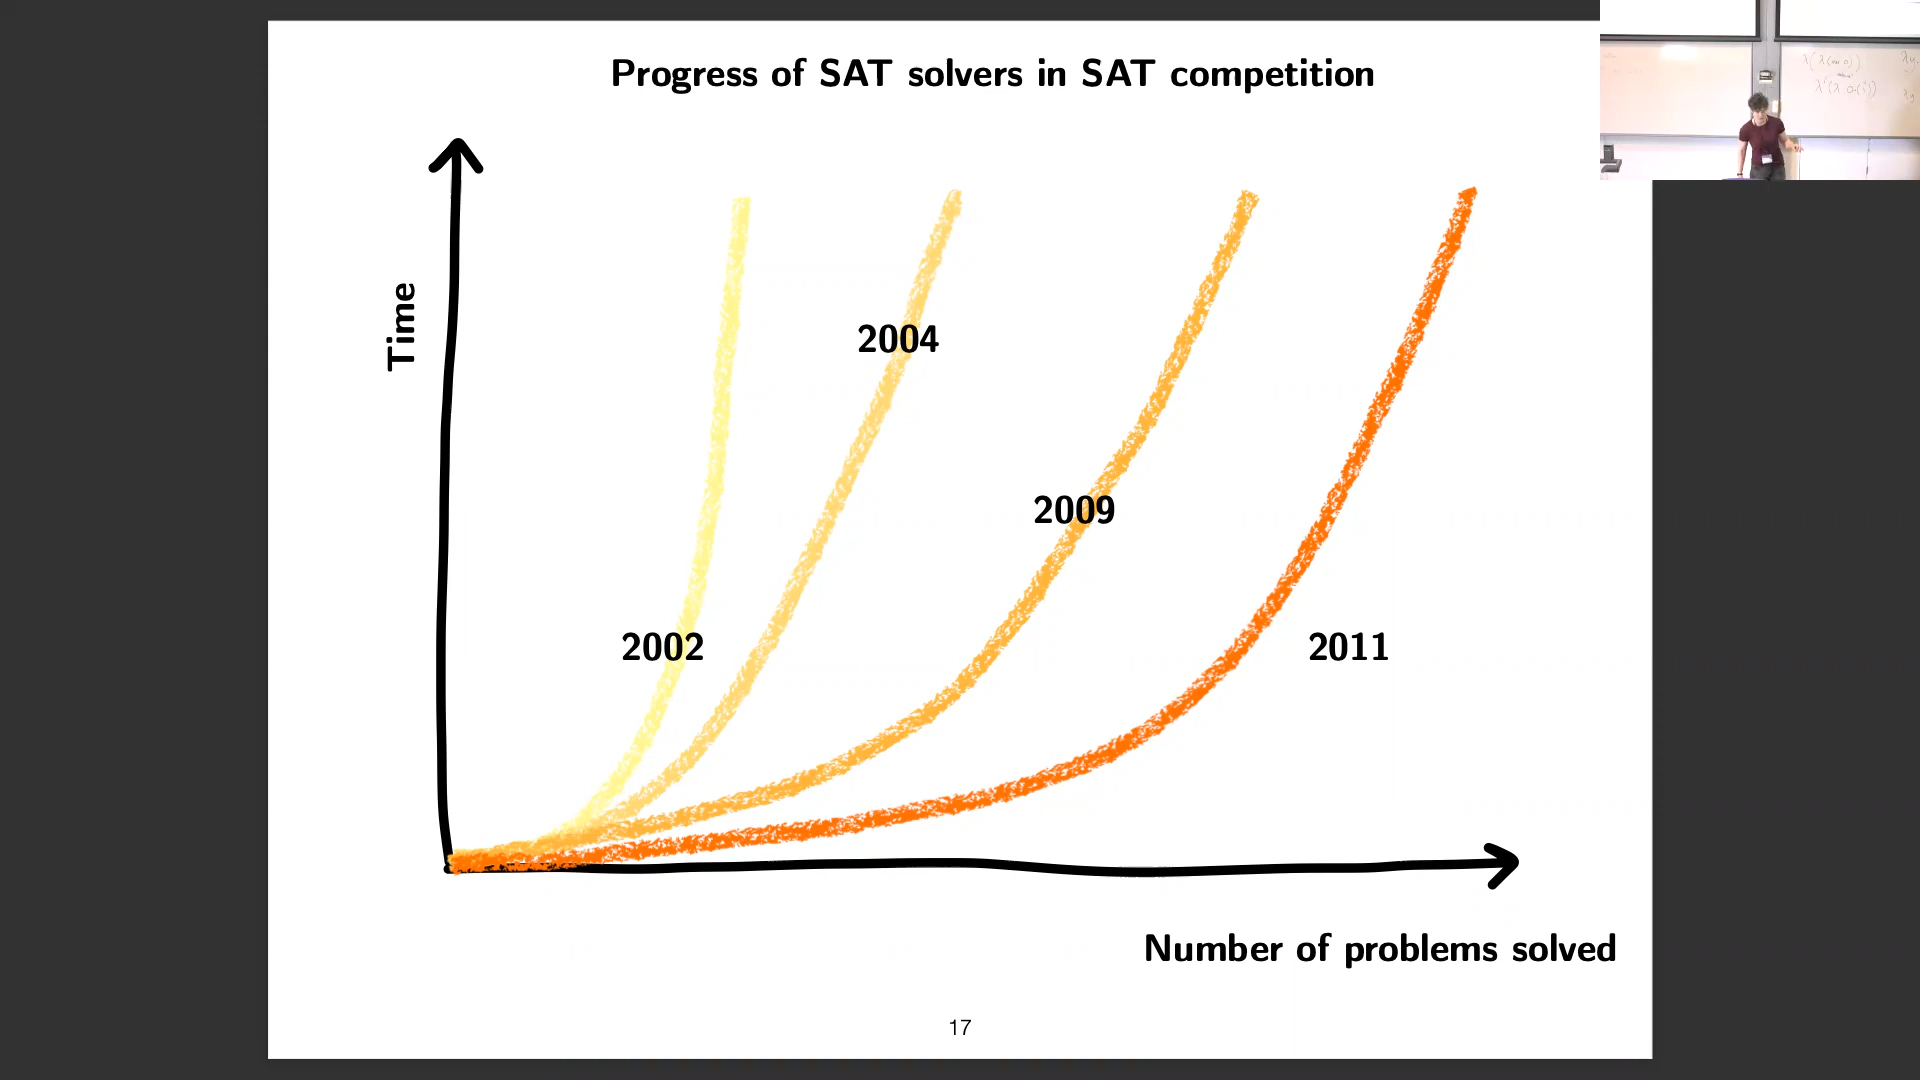 Progress of SAT solvers in SAT competition
Time
2004
2009
2002
2011
Number of problems solved
17